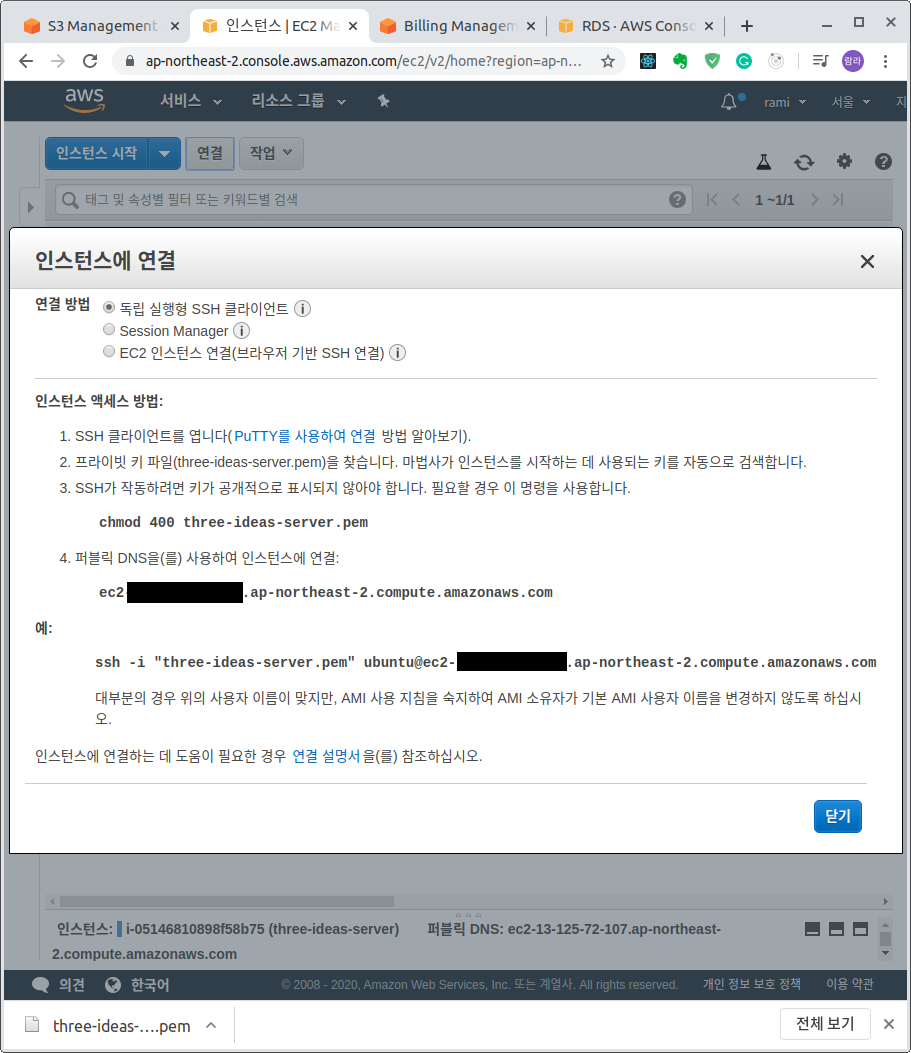 S3 Management
인스턴스 | EC2 Ma
Billing Managem
RDS · AWS Conso
ap-northeast-2.console.aws.amazon.com/ec2/v2/home?region=ap-n...
람라
aws
서비스
리소스 그룹
rami
서울
지
인스턴스 시작
연결
작업
태그 및 속성별 필터 또는 키워드별 검색
1 ~1/1
인스턴스에 연결
연결 방법
독립 실행형 SSH 클라이언트
Session Manager
EC2 인스턴스 연결(브라우저 기반 SSH 연결)
인스턴스 액세스 방법:
1. SSH 클라이언트를 엽니다(PuTTY를 사용하여 연결 방법 알아보기).
2. 프라이빗 키 파일(three-ideas-server.pem)을 찾습니다. 마법사가 인스턴스를 시작하는 데 사용되는 키를 자동으로 검색합니다.
3. SSH가 작동하려면 키가 공개적으로 표시되지 않아야 합니다. 필요할 경우 이 명령을 사용합니다.
chmod 400 three-ideas-server.pem
4. 퍼블릭 DNS을(를) 사용하여 인스턴스에 연결:
ec2- .ap-northeast-2.compute.amazonaws.com
예:
ssh -i "three-ideas-server.pem" ubuntu@ec2- .ap-northeast-2.compute.amazonaws.com
대부분의 경우 위의 사용자 이름이 맞지만, AMI 사용 지침을 숙지하여 AMI 소유자가 기본 AMI 사용자 이름을 변경하지 않도록 하십시
오.
인스턴스에 연결하는 데 도움이 필요한 경우 연결 설명서을(를) 참조하십시오.
닫기
인스턴스: i-05146810898f58b75 (three-ideas-server) 퍼블릭 DNS: ec2-13-125-72-107.ap-northeast-
2.compute.amazonaws.com
의견
한국어
© 2008 - 2020, Amazon Web Services, Inc. 또는 계열사. All rights reserved.
개인 정보 보호 정책
이용 약관
three-ideas-....pem
전체 보기